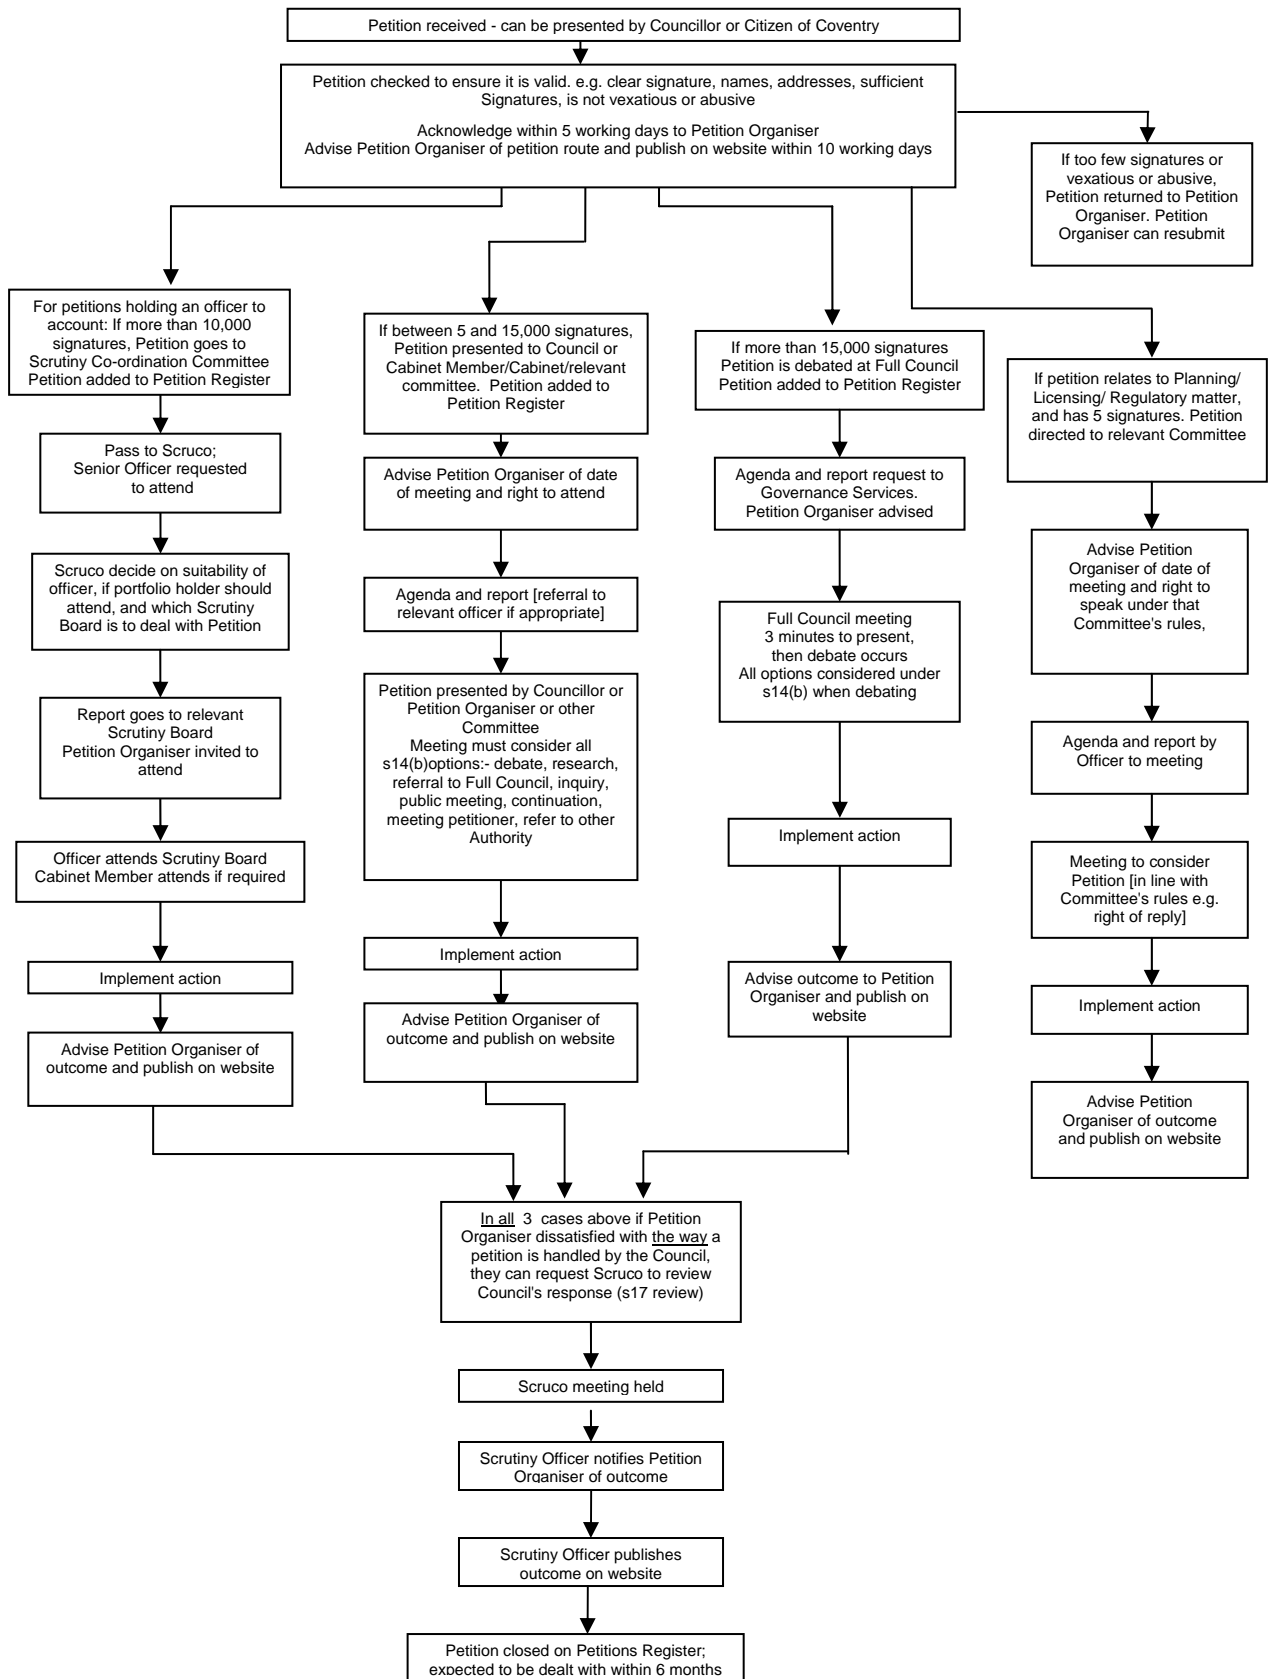 Petition received - can be presented by Councillor or Citizen of Coventry
Petition checked to ensure it is valid. e.g. clear signature, names, addresses, sufficient
Signatures, is not vexatious or abusive
Acknowledge within 5 working days to Petition Organiser
Advise Petition Organiser of petition route and publish on website within 10 working days
If too few signatures or
vexatious or abusive,
Petition returned to Petition
Organiser. Petition
Organiser can resubmit
For petitions holding an officer to
account: If more than 10,000
signatures, Petition goes to
Scrutiny Co-ordination Committee
Petition added to Petition Register
Pass to Scruco;
Senior Officer requested
to attend
Scruco decide on suitability of
officer, if portfolio holder should
attend, and which Scrutiny
Board is to deal with Petition
Report goes to relevant
Scrutiny Board
Petition Organiser invited to
attend
Officer attends Scrutiny Board
Cabinet Member attends if required
Implement action
Advise Petition Organiser of
outcome and publish on website
If between 5 and 15,000 signatures,
Petition presented to Council or
Cabinet Member/Cabinet/relevant
committee.  Petition added to
Petition Register
Advise Petition Organiser of date
of meeting and right to attend
Agenda and report [referral to
relevant officer if appropriate]
Petition presented by Councillor or
Petition Organiser or other
Committee
Meeting must consider all
s14(b)options:- debate, research,
referral to Full Council, inquiry,
public meeting, continuation,
meeting petitioner, refer to other
Authority
Implement action
Advise Petition Organiser of
outcome and publish on website
If more than 15,000 signatures
Petition is debated at Full Council
Petition added to Petition Register
Agenda and report request to
Governance Services.
Petition Organiser advised
Full Council meeting
3 minutes to present,
then debate occurs
All options considered under
s14(b) when debating
Implement action
Advise outcome to Petition
Organiser and publish on
website
If petition relates to Planning/
Licensing/ Regulatory matter,
and has 5 signatures. Petition
directed to relevant Committee
Advise Petition
Organiser of date of
meeting and right to
speak under that
Committee's rules,
Agenda and report by
Officer to meeting
Meeting to consider
Petition [in line with
Committee's rules e.g.
right of reply]
Implement action
Advise Petition
Organiser of outcome
and publish on website
In all 3 cases above if Petition
Organiser dissatisfied with the way a
petition is handled by the Council,
they can request Scruco to review
Council's response (s17 review)
Scruco meeting held
Scrutiny Officer notifies Petition
Organiser of outcome
Scrutiny Officer publishes
outcome on website
Petition closed on Petitions Register;
expected to be dealt with within 6 months